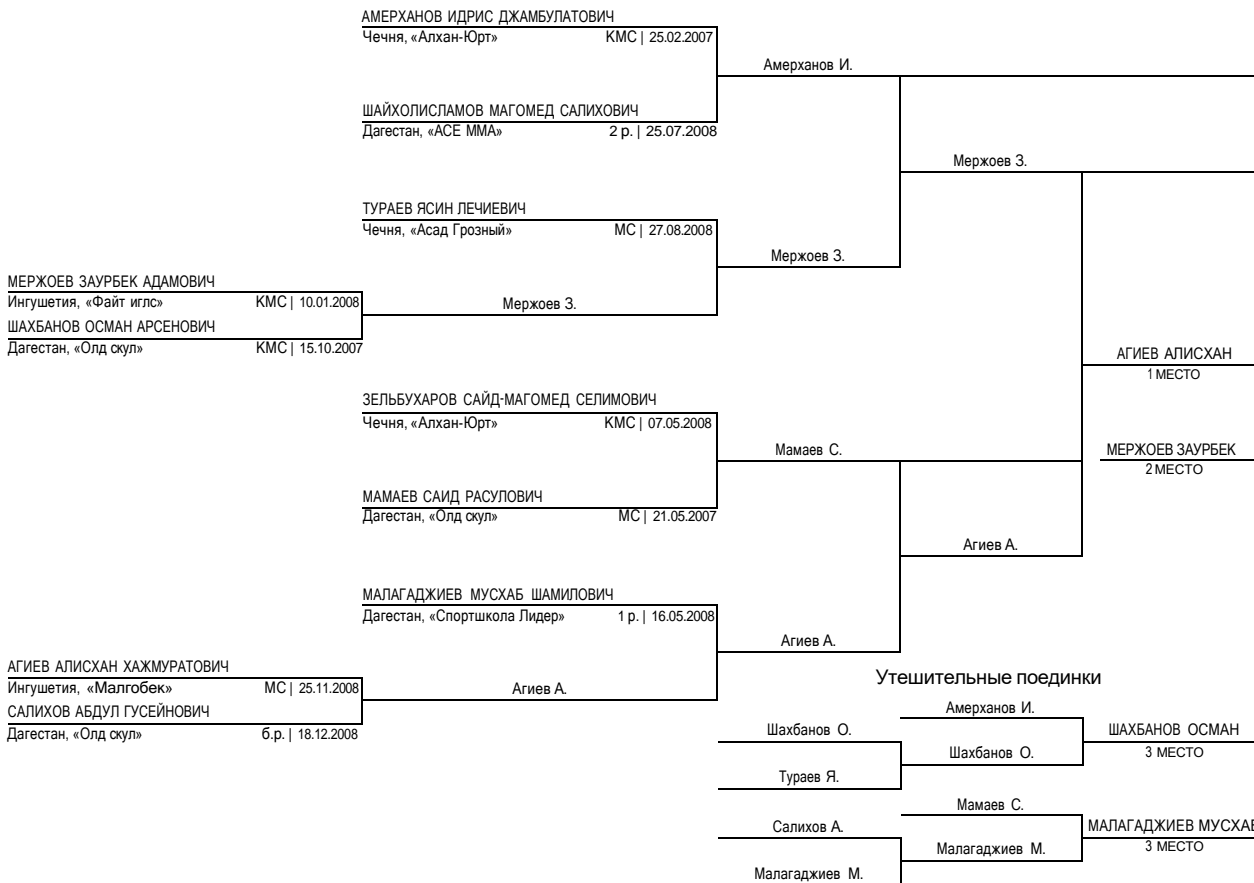 АМЕРХАНОВ ИДРИС ДЖАМБУЛАТОВИЧ
Чечня, «Алхан-Юрт» КМС | 25.02.2007
Амерханов И.
ШАЙХОЛИСЛАМОВ МАГОМЕД САЛИХОВИЧ
Дагестан, «АСЕ ММА» 2 р. | 25.07.2008
Мержоев З.
ТУРАЕВ ЯСИН ЛЕЧИЕВИЧ
Чечня, «Асад Грозный» МС | 27.08.2008
Мержоев З.
МЕРЖОЕВ ЗАУРБЕК АДАМОВИЧ
Ингушетия, «Файт иглс» КМС | 10.01.2008
Мержоев З.
ШАХБАНОВ ОСМАН АРСЕНОВИЧ
Дагестан, «Олд скул» КМС | 15.10.2007
АГИЕВ АЛИСХАН
1 МЕСТО
ЗЕЛЬБУХАРОВ САЙД-МАГОМЕД СЕЛИМОВИЧ
Чечня, «Алхан-Юрт» КМС | 07.05.2008
Мамаев С.
МЕРЖОЕВ ЗАУРБЕК
2 МЕСТО
МАМАЕВ САИД РАСУЛОВИЧ
Дагестан, «Олд скул» МС | 21.05.2007
Агиев А.
МАЛАГАДЖИЕВ МУСХАБ ШАМИЛОВИЧ
Дагестан, «Спортшкола Лидер» 1 р. | 16.05.2008
Агиев А.
АГИЕВ АЛИСХАН ХАЖМУРАТОВИЧ
Ингушетия, «Малгобек» МС | 25.11.2008
Агиев А.
САЛИХОВ АБДУЛ ГУСЕЙНОВИЧ
Дагестан, «Олд скул» б.р. | 18.12.2008
Утешительные поединки
Амерханов И.
Шахбанов О.
ШАХБАНОВ ОСМАН
3 МЕСТО
Шахбанов О.
Тураев Я.
Мамаев С.
Салихов А.
МАЛАГАДЖИЕВ МУСХАБ
3 МЕСТО
Малагаджиев М.
Малагаджиев М.